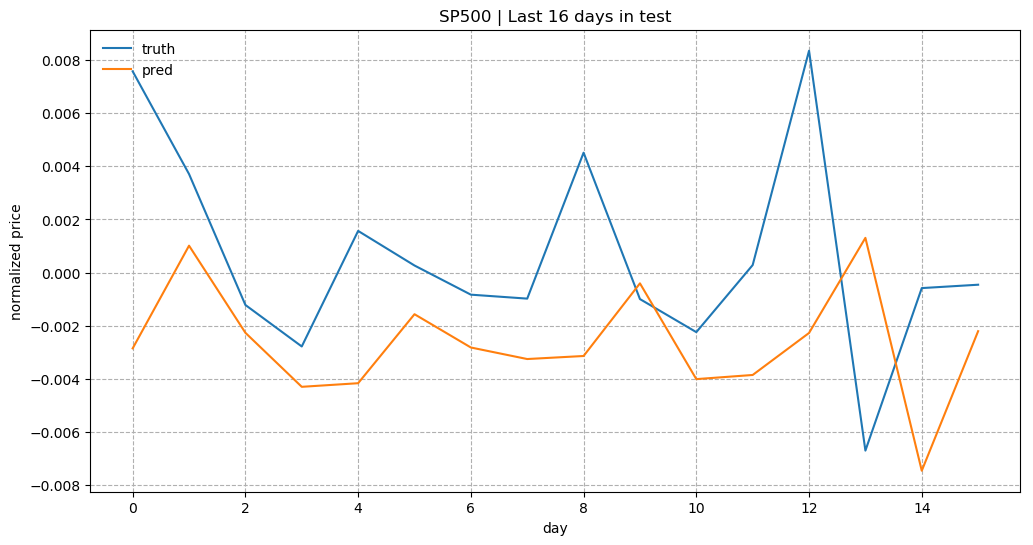 SP500 | Last 16 days in test
truth
pred
normalized price
0.008
0.006
0.004
0.002
0.000
−0.002
−0.004
−0.006
−0.008
0 2 4 6 8 10 12 14
day